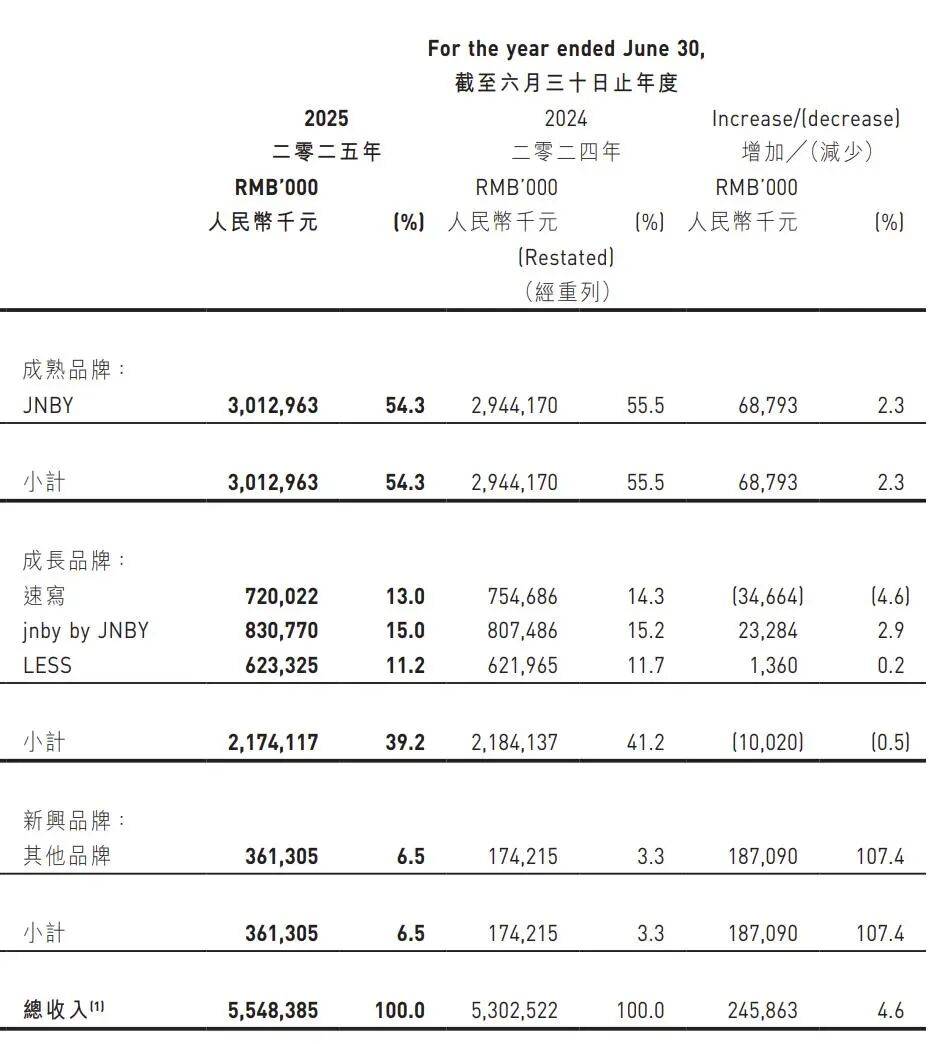 For the year ended June 30,
截至六月三十日止年度
2025 2024 Increase/(decrease)
二零二五年 二零二四年 增加／（減少）
RMB'000 RMB'000 RMB'000
人民幣千元 (%) 人民幣千元 (%) 人民幣千元 (%)
(Restated)
（經重列）
成熟品牌：
JNBY 3,012,963 54.3 2,944,170 55.5 68,793 2.3
小計 3,012,963 54.3 2,944,170 55.5 68,793 2.3
成長品牌：
速寫 720,022 13.0 754,686 14.3 (34,664) (4.6)
jnby by JNBY 830,770 15.0 807,486 15.2 23,284 2.9
LESS 623,325 11.2 621,965 11.7 1,360 0.2
小計 2,174,117 39.2 2,184,137 41.2 (10,020) (0.5)
新興品牌：
其他品牌 361,305 6.5 174,215 3.3 187,090 107.4
小計 361,305 6.5 174,215 3.3 187,090 107.4
總收入(1) 5,548,385 100.0 5,302,522 100.0 245,863 4.6